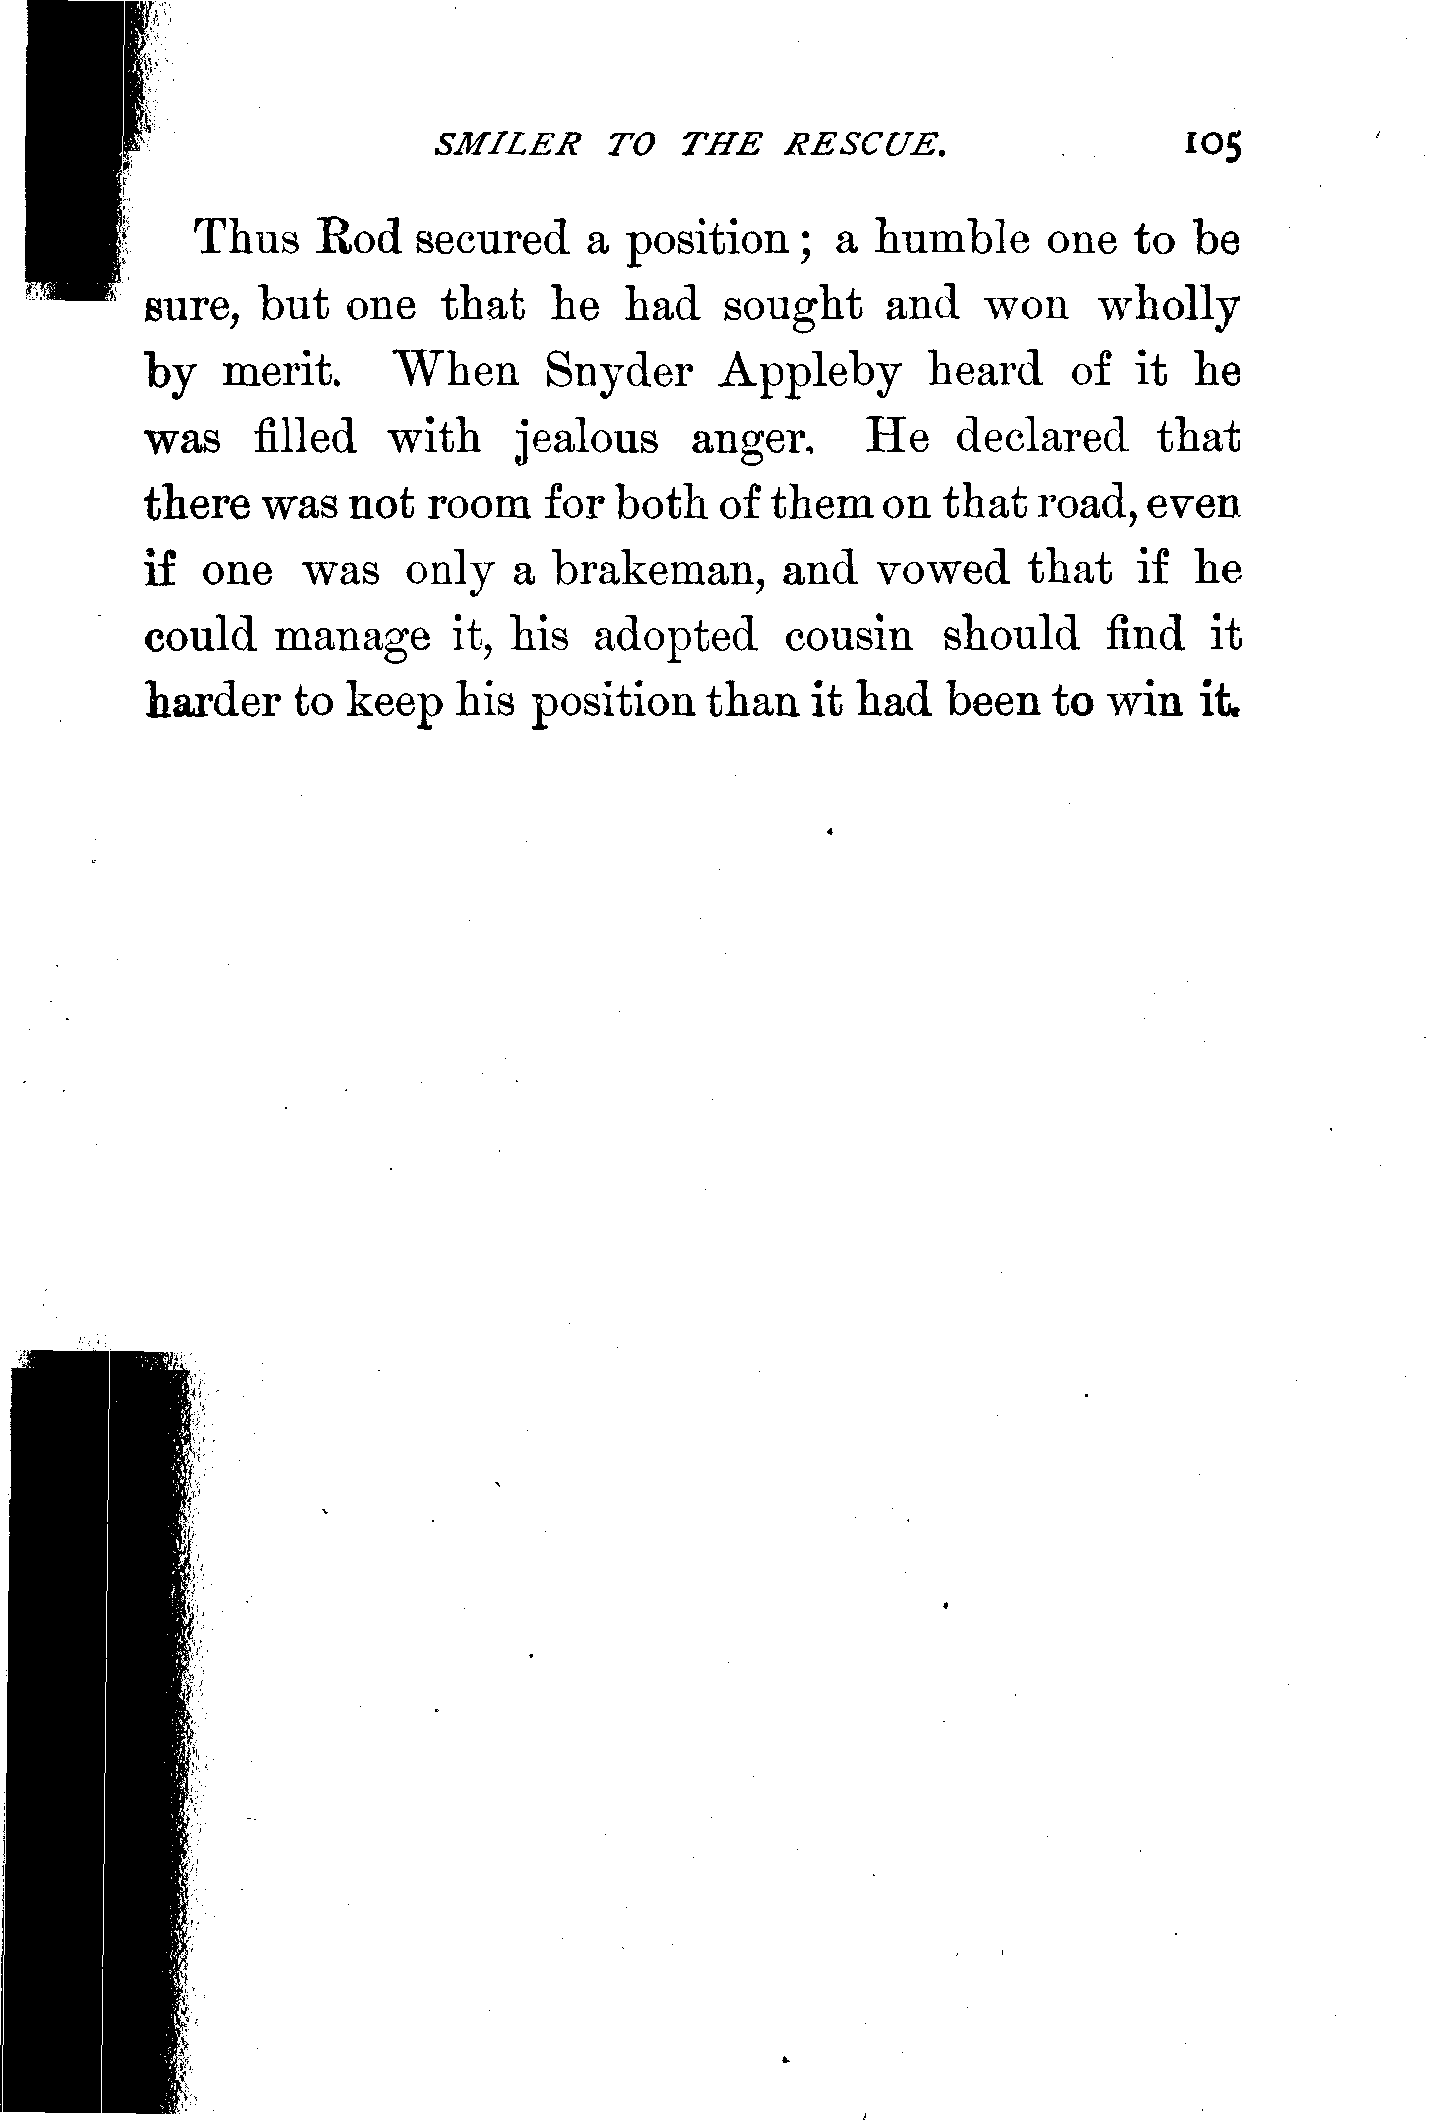 SMILER TO THE RESCUE. 105
Thus Rod secured a position; a humble one to be
sure, but one that he had sought and won wholly
by merit. When Snyder Appleby heard of it he
was filled with jealous anger. He declared that
there was not room for both of them on that road, even
if one was only a brakeman, and vowed that if he
could manage it, his adopted cousin should find it
harder to keep his position than it had been to win it.